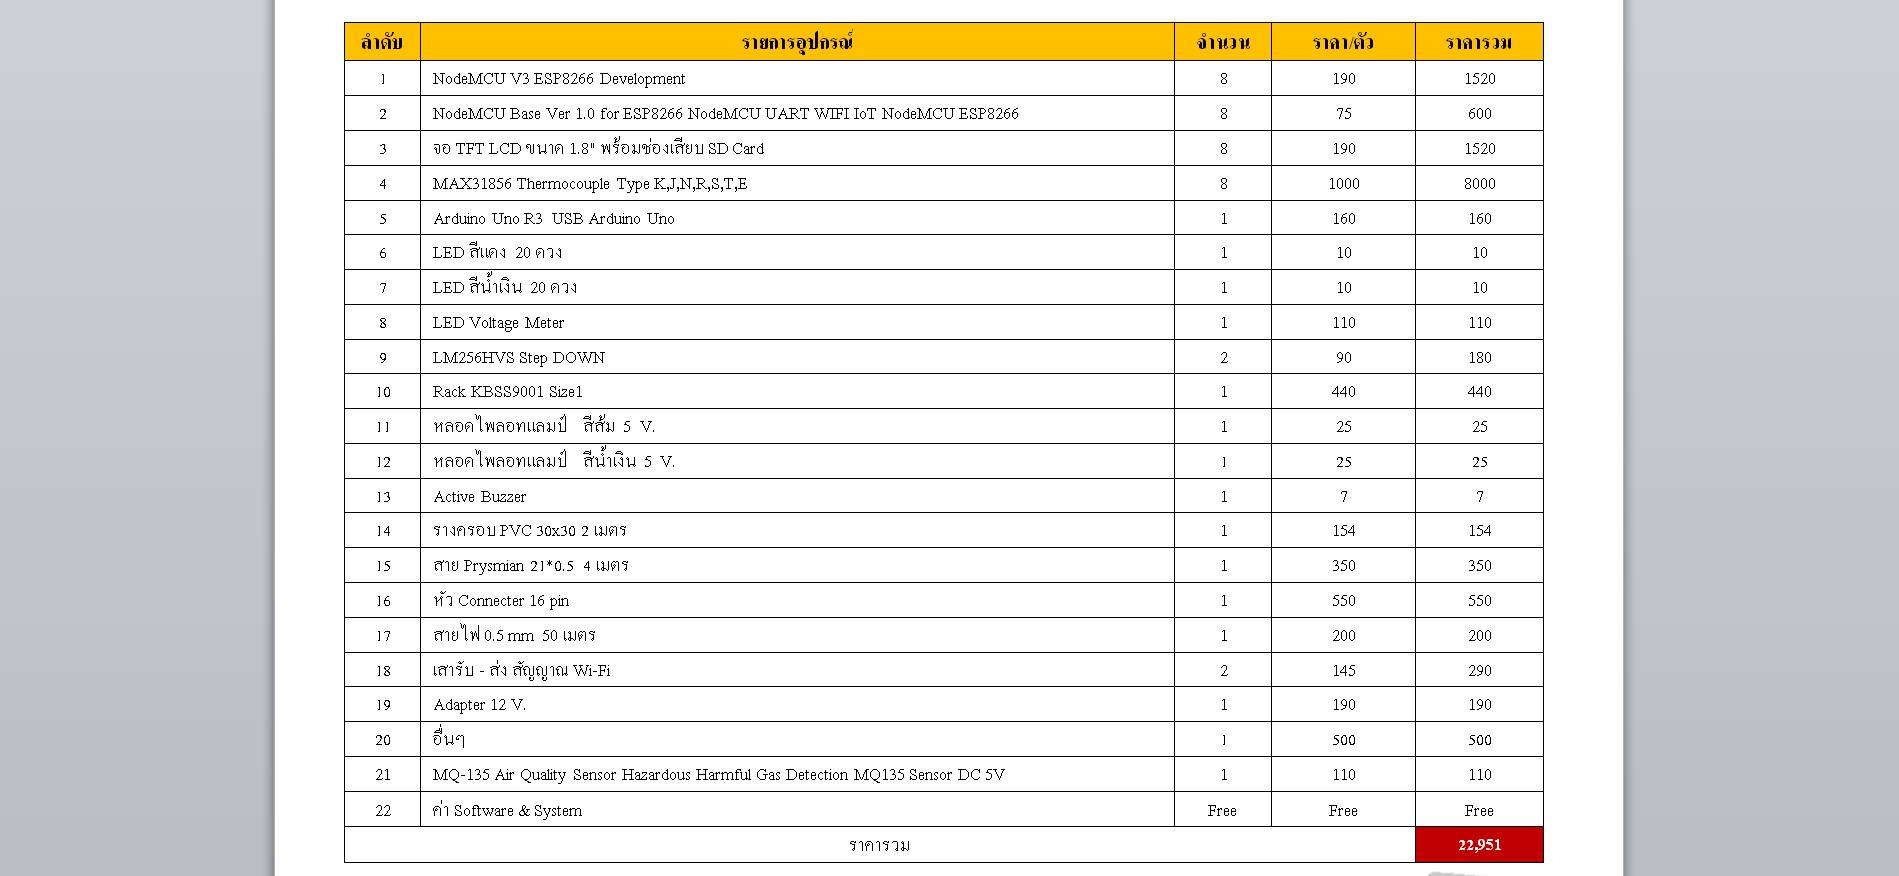 ลำดับ รายการอุปกรณ์ จำนวน ราคา/ตัว ราคารวม
1 NodeMCU V3 ESP8266 Development 8 190 1520
2 NodeMCU Base Ver 1.0 for ESP8266 NodeMCU UART WIFI IoT NodeMCU ESP8266 8 75 600
3 จอ TFT LCD ขนาด 1.8" พร้อมช่องเสียบ SD Card 8 190 1520
4 MAX31856 Thermocouple Type K,J,N,R,S,T,E 8 1000 8000
5 Arduino Uno R3 USB Arduino Uno 1 160 160
6 LED สีแดง 20 ดวง 1 10 10
7 LED สีน้ำเงิน 20 ดวง 1 10 10
8 LED Voltage Meter 1 110 110
9 LM256HVS Step DOWN 2 90 180
10 Rack KBSS9001 Size1 1 440 440
11 หลอดไพลอทแลมป์ สีส้ม 5 V. 1 25 25
12 หลอดไพลอทแลมป์ สีน้ำเงิน 5 V. 1 25 25
13 Active Buzzer 1 7 7
14 รางครอบ PVC 30x30 2 เมตร 1 154 154
15 สาย Prysmian 21*0.5 4 เมตร 1 350 350
16 หัว Connecter 16 pin 1 550 550
17 สายไฟ 0.5 mm 50 เมตร 1 200 200
18 เสารับ - ส่ง สัญญาณ Wi-Fi 2 145 290
19 Adapter 12 V. 1 190 190
20 อื่นๆ 1 500 500
21 MQ-135 Air Quality Sensor Hazardous Harmful Gas Detection MQ135 Sensor DC 5V 1 110 110
22 ค่า Software & System Free Free Free
ราคารวม 22,951